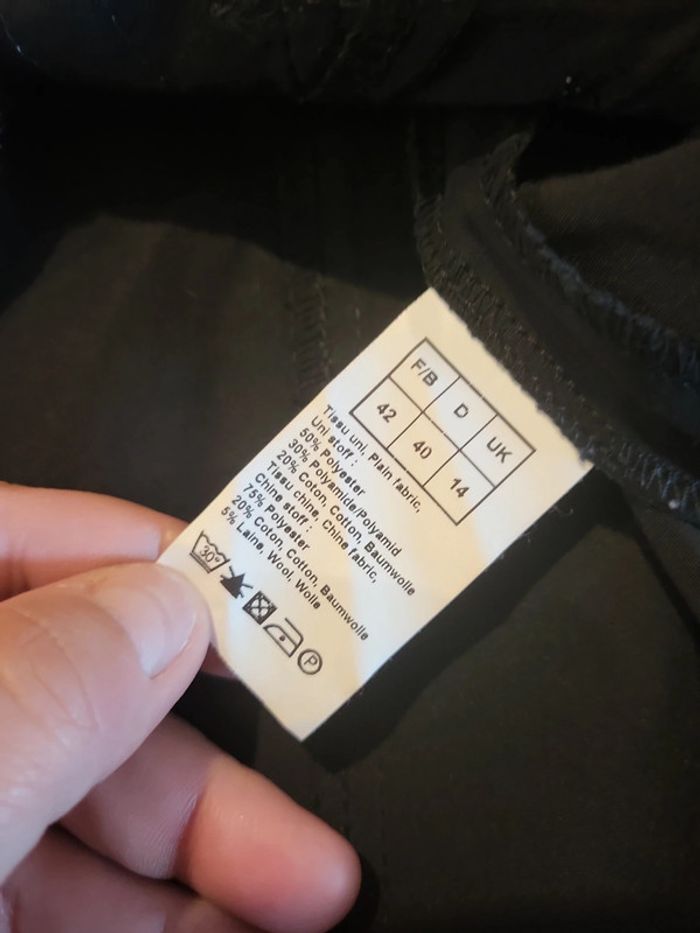 F/B D UK
42 40 14
Tissu uni, Plain fabric,
Uni stoff :
50% Polyester
30% Polyamide/Polyamid
20% Coton, Cotton, Baumwolle
Tissu chine, Chine fabric,
Chine stoff :
75% Polyester
20% Coton, Cotton, Baumwolle
5% Laine, Wool, Wolle
30° P